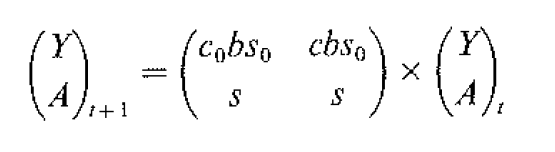 (Y A)_{t+1} = (c_0bs_0 cbs_0 s s) × (Y A)_t